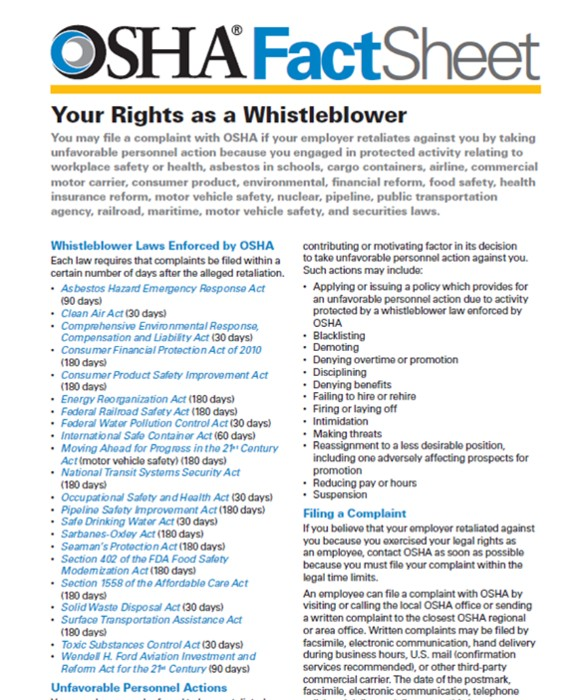 OSHA® FactSheet
Your Rights as a Whistleblower
You may file a complaint with OSHA if your employer retaliates against you by taking
unfavorable personnel action because you engaged in protected activity relating to
workplace safety or health, asbestos in schools, cargo containers, airline, commercial
motor carrier, consumer product, environmental, financial reform, food safety, health
insurance reform, motor vehicle safety, nuclear, pipeline, public transportation
agency, railroad, maritime, motor vehicle safety, and securities laws.
Whistleblower Laws Enforced by OSHA
Each law requires that complaints be filed within a
certain number of days after the alleged retaliation.
• Asbestos Hazard Emergency Response Act
(90 days)
• Clean Air Act (30 days)
• Comprehensive Environmental Response,
Compensation and Liability Act (30 days)
• Consumer Financial Protection Act of 2010
(180 days)
• Consumer Product Safety Improvement Act
(180 days)
• Energy Reorganization Act (180 days)
• Federal Railroad Safety Act (180 days)
• Federal Water Pollution Control Act (30 days)
• International Safe Container Act (60 days)
• Moving Ahead for Progress in the 21st Century
Act (motor vehicle safety) (180 days)
• National Transit Systems Security Act
(180 days)
• Occupational Safety and Health Act (30 days)
• Pipeline Safety Improvement Act (180 days)
• Safe Drinking Water Act (30 days)
• Sarbanes-Oxley Act (180 days)
• Seaman's Protection Act (180 days)
• Section 402 of the FDA Food Safety
Modernization Act (180 days)
• Section 1558 of the Affordable Care Act
(180 days)
• Solid Waste Disposal Act (30 days)
• Surface Transportation Assistance Act
(180 days)
• Toxic Substances Control Act (30 days)
• Wendell H. Ford Aviation Investment and
Reform Act for the 21st Century (90 days)
Unfavorable Personnel Actions
contributing or motivating factor in its decision
to take unfavorable personnel action against you.
Such actions may include:
• Applying or issuing a policy which provides for
an unfavorable personnel action due to activity
protected by a whistleblower law enforced by
OSHA
• Blacklisting
• Demoting
• Denying overtime or promotion
• Disciplining
• Denying benefits
• Failing to hire or rehire
• Firing or laying off
• Intimidation
• Making threats
• Reassignment to a less desirable position,
including one adversely affecting prospects for
promotion
• Reducing pay or hours
• Suspension
Filing a Complaint
If you believe that your employer retaliated against
you because you exercised your legal rights as
an employee, contact OSHA as soon as possible
because you must file your complaint within the
legal time limits.
An employee can file a complaint with OSHA by
visiting or calling the local OSHA office or sending
a written complaint to the closest OSHA regional
or area office. Written complaints may be filed by
facsimile, electronic communication, hand delivery
during business hours, U.S. mail (confirmation
services recommended), or other third-party
commercial carrier. The date of the postmark,
facsimile, electronic communication, telephone